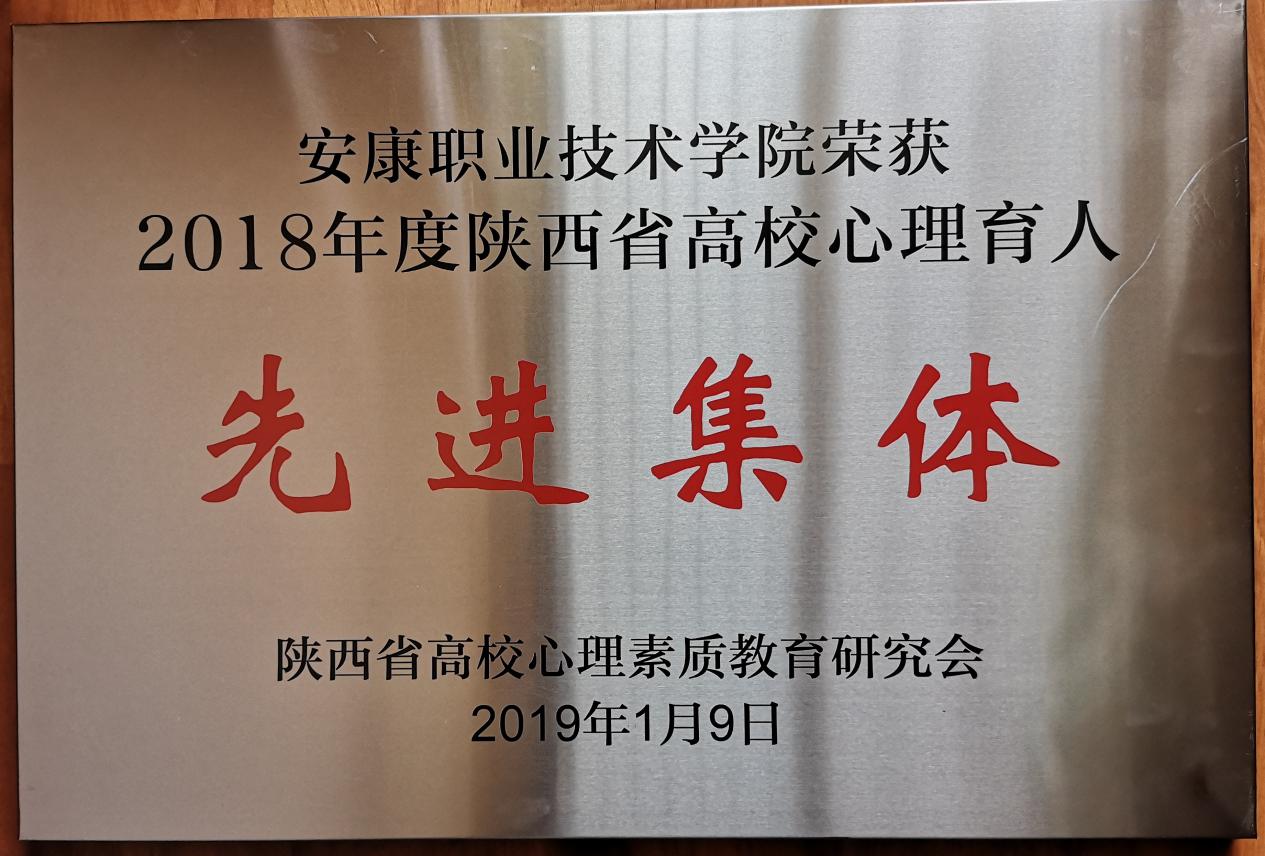 安康职业技术学院荣获
2018年度陕西省高校心理育人
先进集体
陕西省高校心理素质教育研究会
2019年1月9日